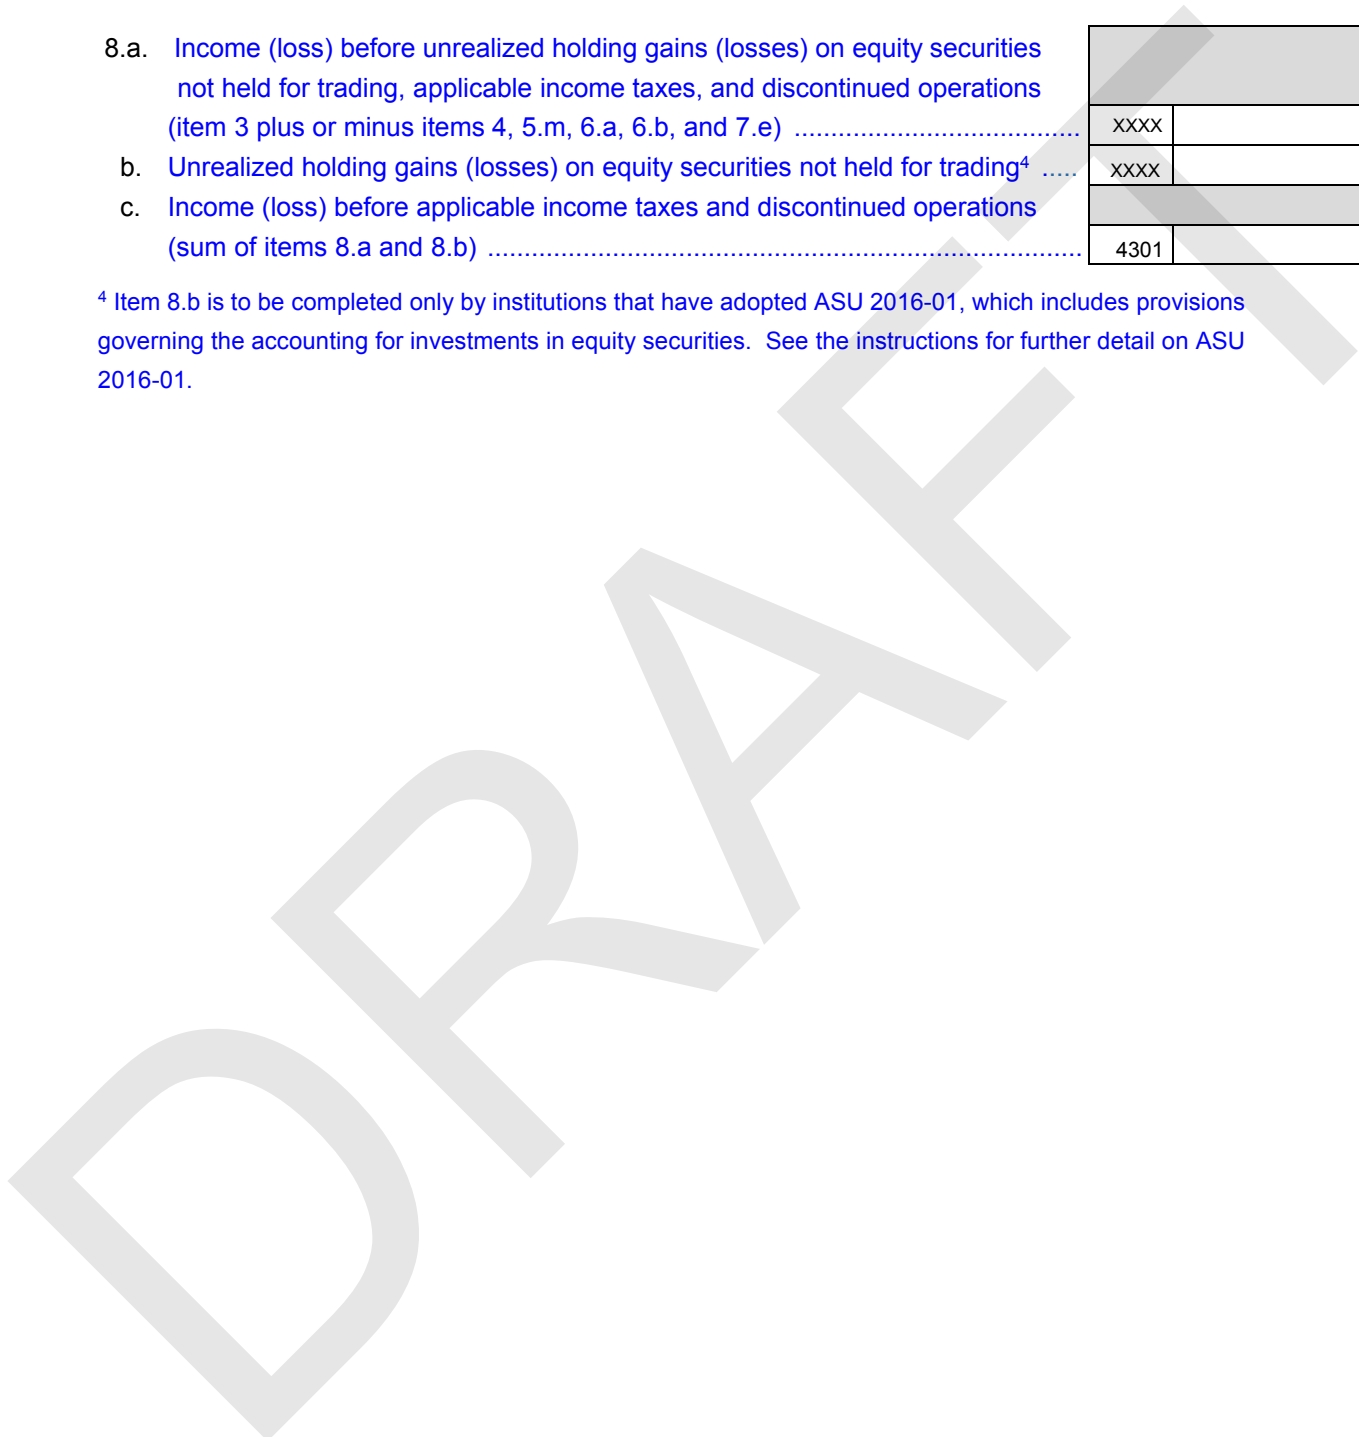 8.a. Income (loss) before unrealized holding gains (losses) on equity securities
not held for trading, applicable income taxes, and discontinued operations
(item 3 plus or minus items 4, 5.m, 6.a, 6.b, and 7.e) ....................................... XXXX
b. Unrealized holding gains (losses) on equity securities not held for trading⁴ ..... XXXX
c. Income (loss) before applicable income taxes and discontinued operations
(sum of items 8.a and 8.b) ................................................................................. 4301
⁴ Item 8.b is to be completed only by institutions that have adopted ASU 2016-01, which includes provisions
governing the accounting for investments in equity securities. See the instructions for further detail on ASU
2016-01.
DRAFT